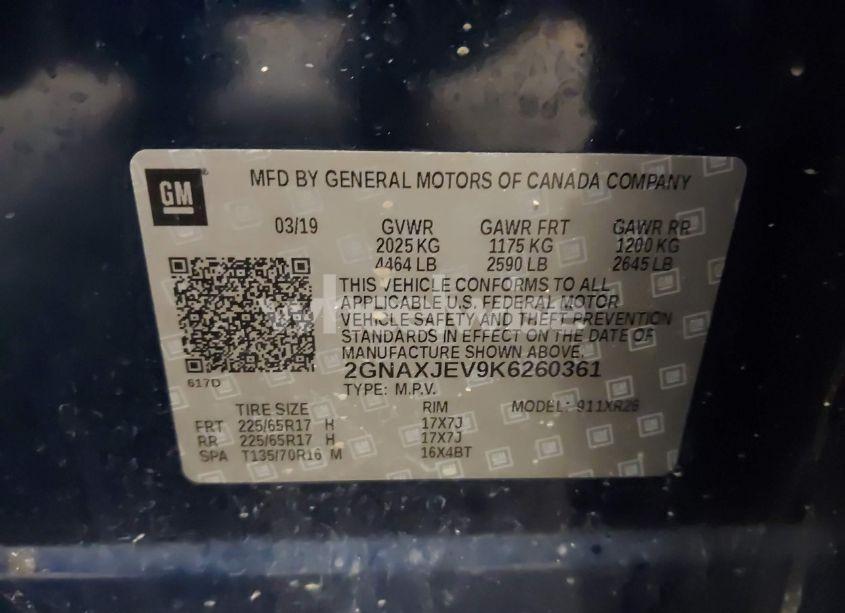 GM
MFD BY GENERAL MOTORS OF CANADA COMPANY
03/19 GVWR GAWR FRT GAWR RR
2025 KG 1175 KG 1200 KG
4464 LB 2590 LB 2645 LB
THIS VEHICLE CONFORMS TO ALL
APPLICABLE U.S. FEDERAL MOTOR
VEHICLE SAFETY AND THEFT PREVENTION
STANDARDS IN EFFECT ON THE DATE OF
MANUFACTURE SHOWN ABOVE.
2GNAXJEV9K6260361
617D
TYPE: M.P.V.
TIRE SIZE RIM MODEL: 911XR26
FRT 225/65R17 H 17X7J
RR 225/65R17 H 17X7J
SPA T135/70R16 M 16X4BT